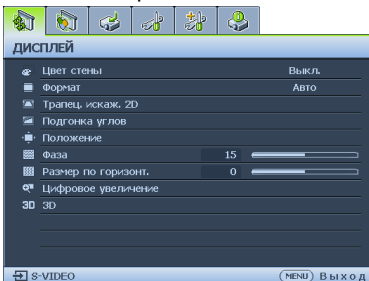 ДИСПЛЕЙ
Цвет стены Выкл.
Формат Авто
Трапец. искаж. 2D
Подгонка углов
Положение
Фаза 15
Размер по горизонт. 0
Цифровое увеличение
3D 3D
S-VIDEO MENU Выход